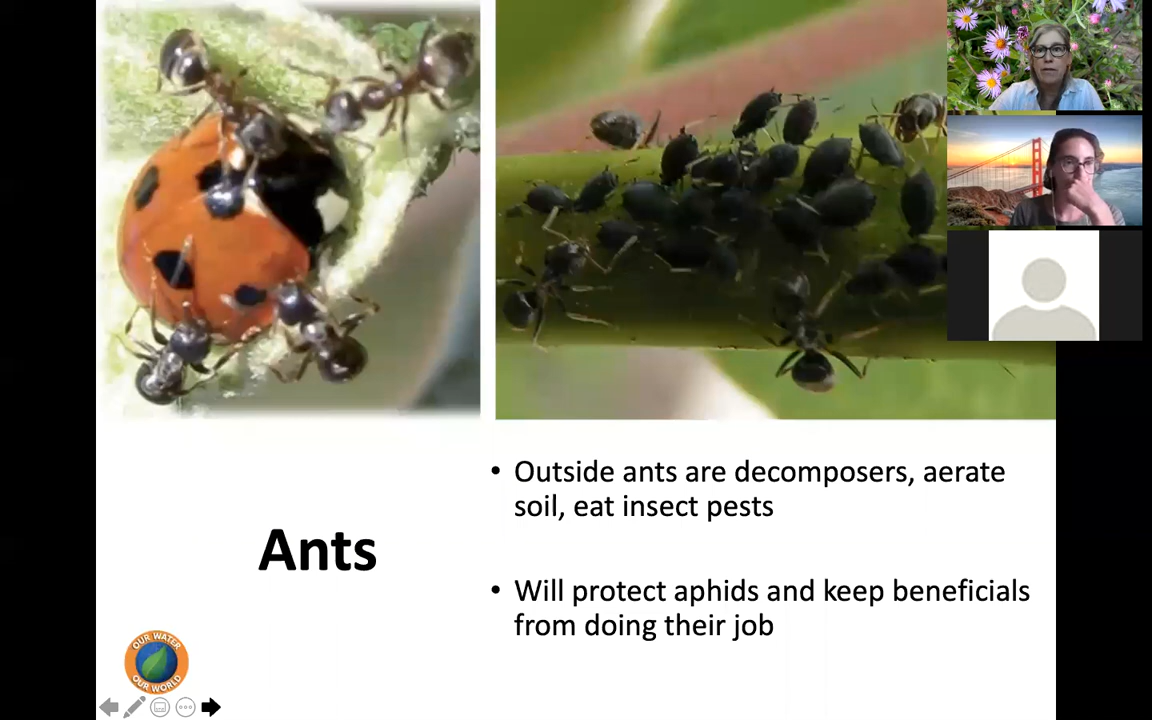 Ants
• Outside ants are decomposers, aerate
soil, eat insect pests
• Will protect aphids and keep beneficials
from doing their job
OUR WATER
OUR WORLD